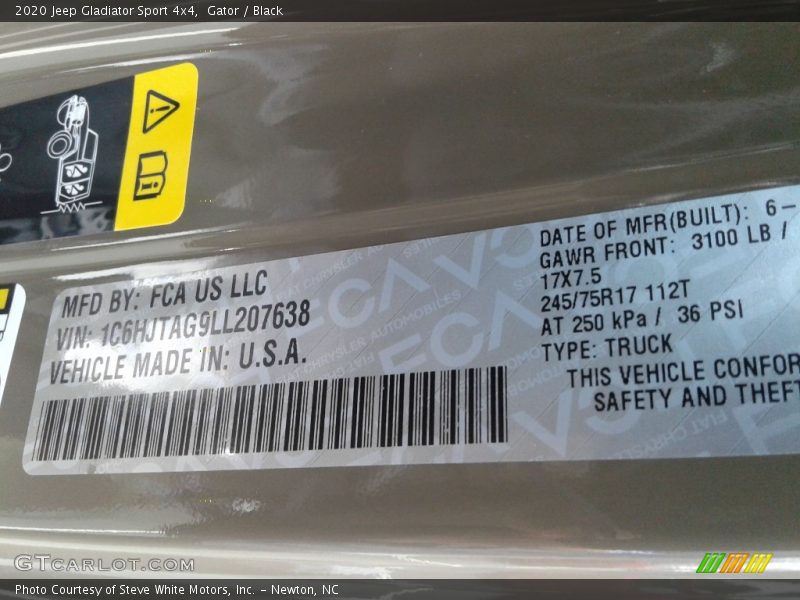 2020 Jeep Gladiator Sport 4x4, Gator / Black
MFD BY: FCA US LLC
VIN: 1C6HJTAG9LL207638
VEHICLE MADE IN: U.S.A.
DATE OF MFR(BUILT): 6-
GAWR FRONT: 3100 LB /
17X7.5
245/75R17 112T
AT 250 kPa / 36 PSI
TYPE: TRUCK
THIS VEHICLE CONFOR
SAFETY AND THEFT
GTCARLOT.COM
Photo Courtesy of Steve White Motors, Inc. – Newton, NC